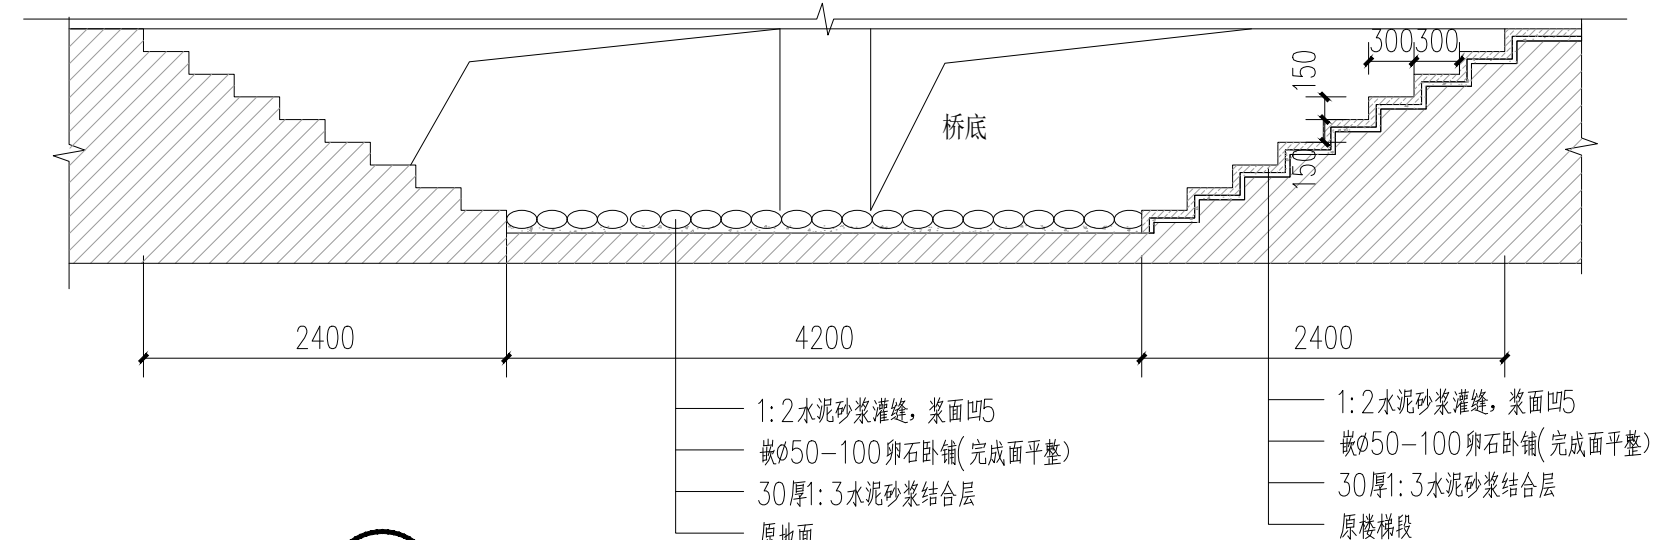 300 300
150
150
桥底
2400 4200 2400
1:2水泥砂浆灌缝，浆面凹5
嵌ø50-100卵石卧铺(完成面平整)
30厚1:3水泥砂浆结合层
原地面
1:2水泥砂浆灌缝，浆面凹5
嵌ø50-100卵石卧铺(完成面平整)
30厚1:3水泥砂浆结合层
原楼梯段